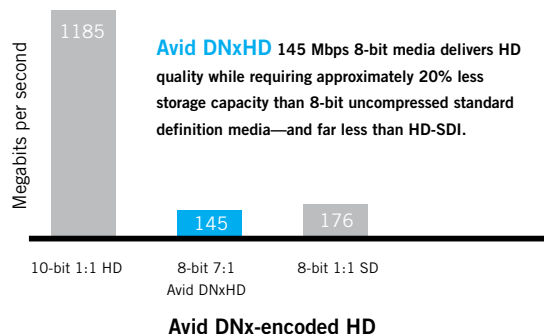 1185
Avid DNxHD 145 Mbps 8-bit media delivers HD
quality while requiring approximately 20% less
storage capacity than 8-bit uncompressed standard
definition media—and far less than HD-SDI.
Megabits per second
145
176
10-bit 1:1 HD
8-bit 7:1
Avid DNxHD
8-bit 1:1 SD
Avid DNx-encoded HD